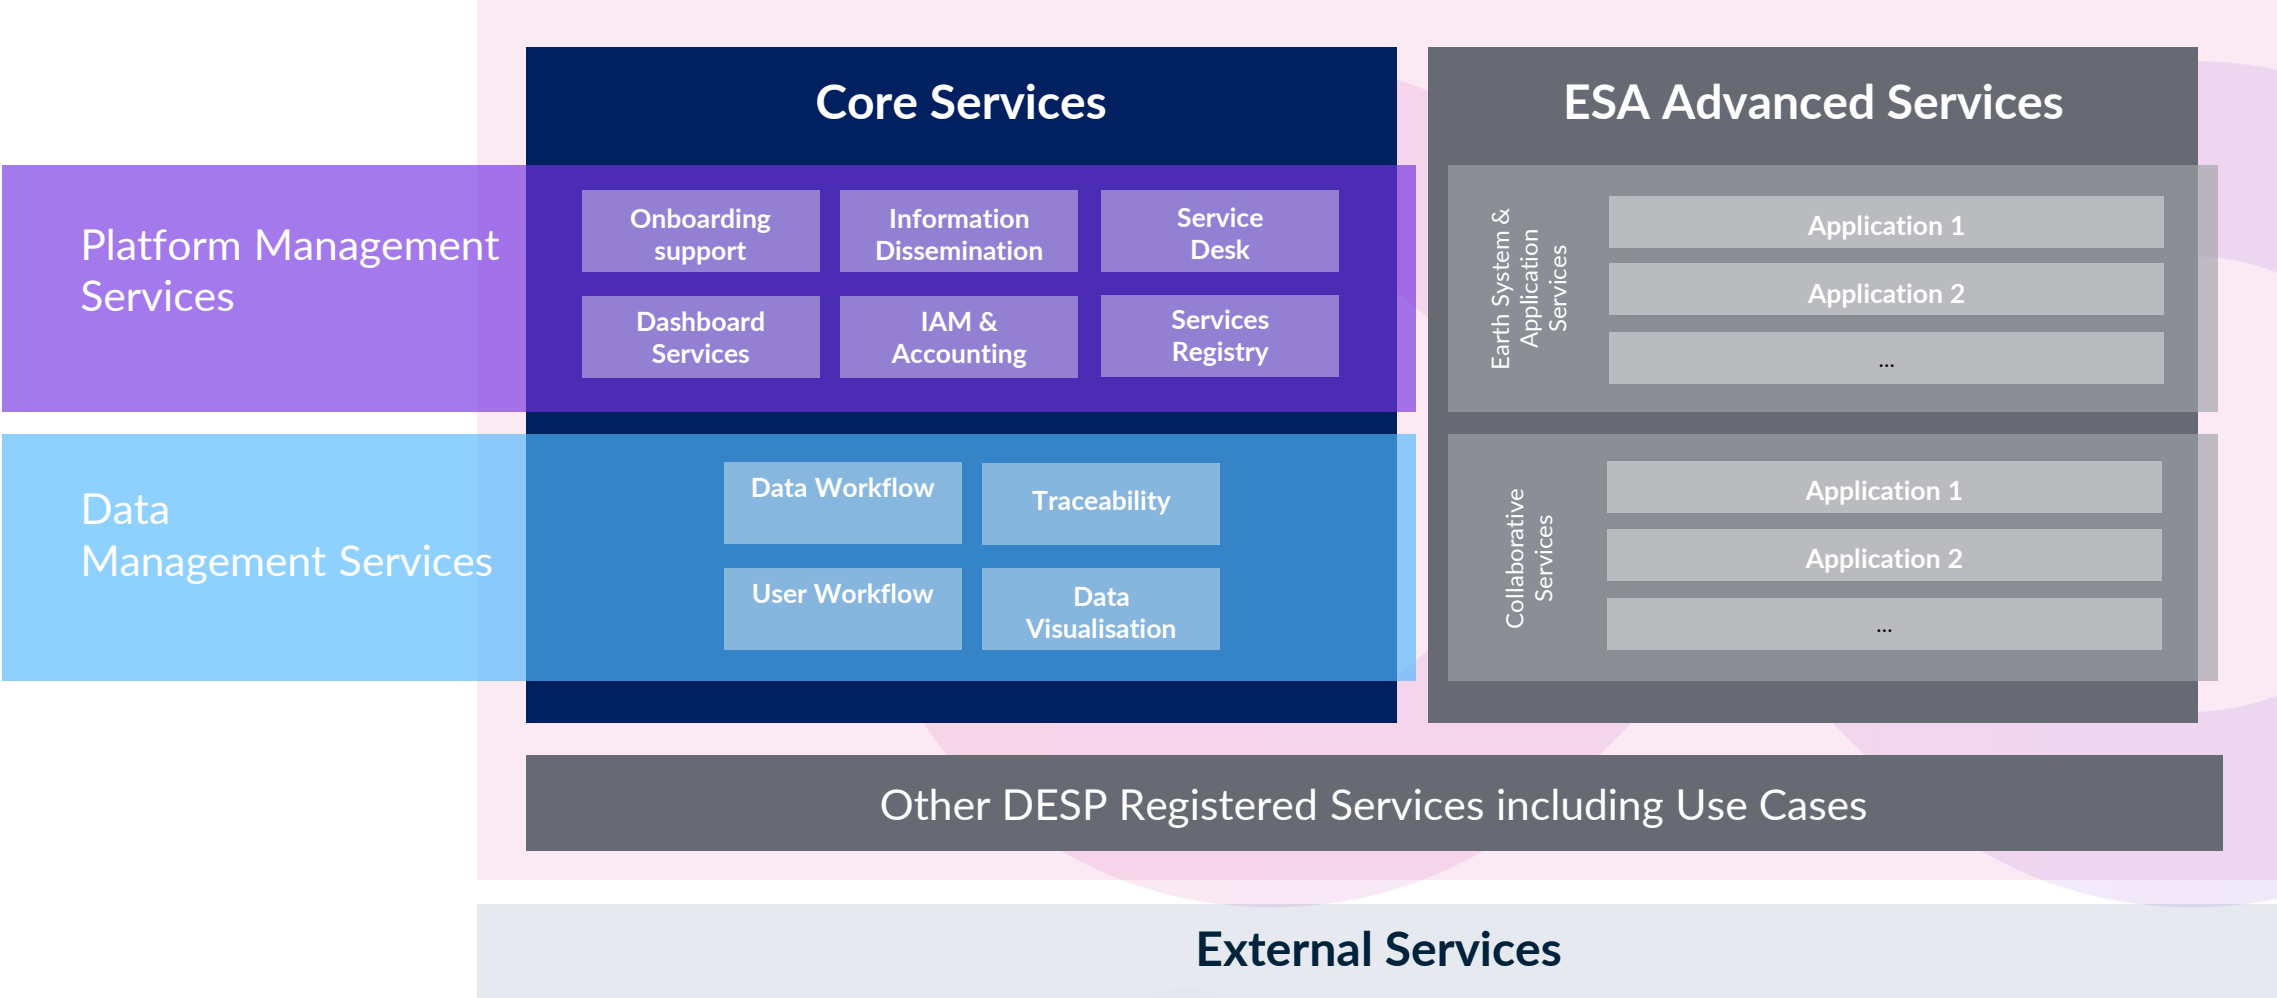 Core Services
ESA Advanced Services
Platform Management
Services
Onboarding
support
Information
Dissemination
Service
Desk
Dashboard
Services
IAM &
Accounting
Services
Registry
Earth System &
Application
Services
Application 1
Application 2
...
Data
Management Services
Data Workflow
Traceability
User Workflow
Data
Visualisation
Collaborative
Services
Application 1
Application 2
...
Other DESP Registered Services including Use Cases
External Services